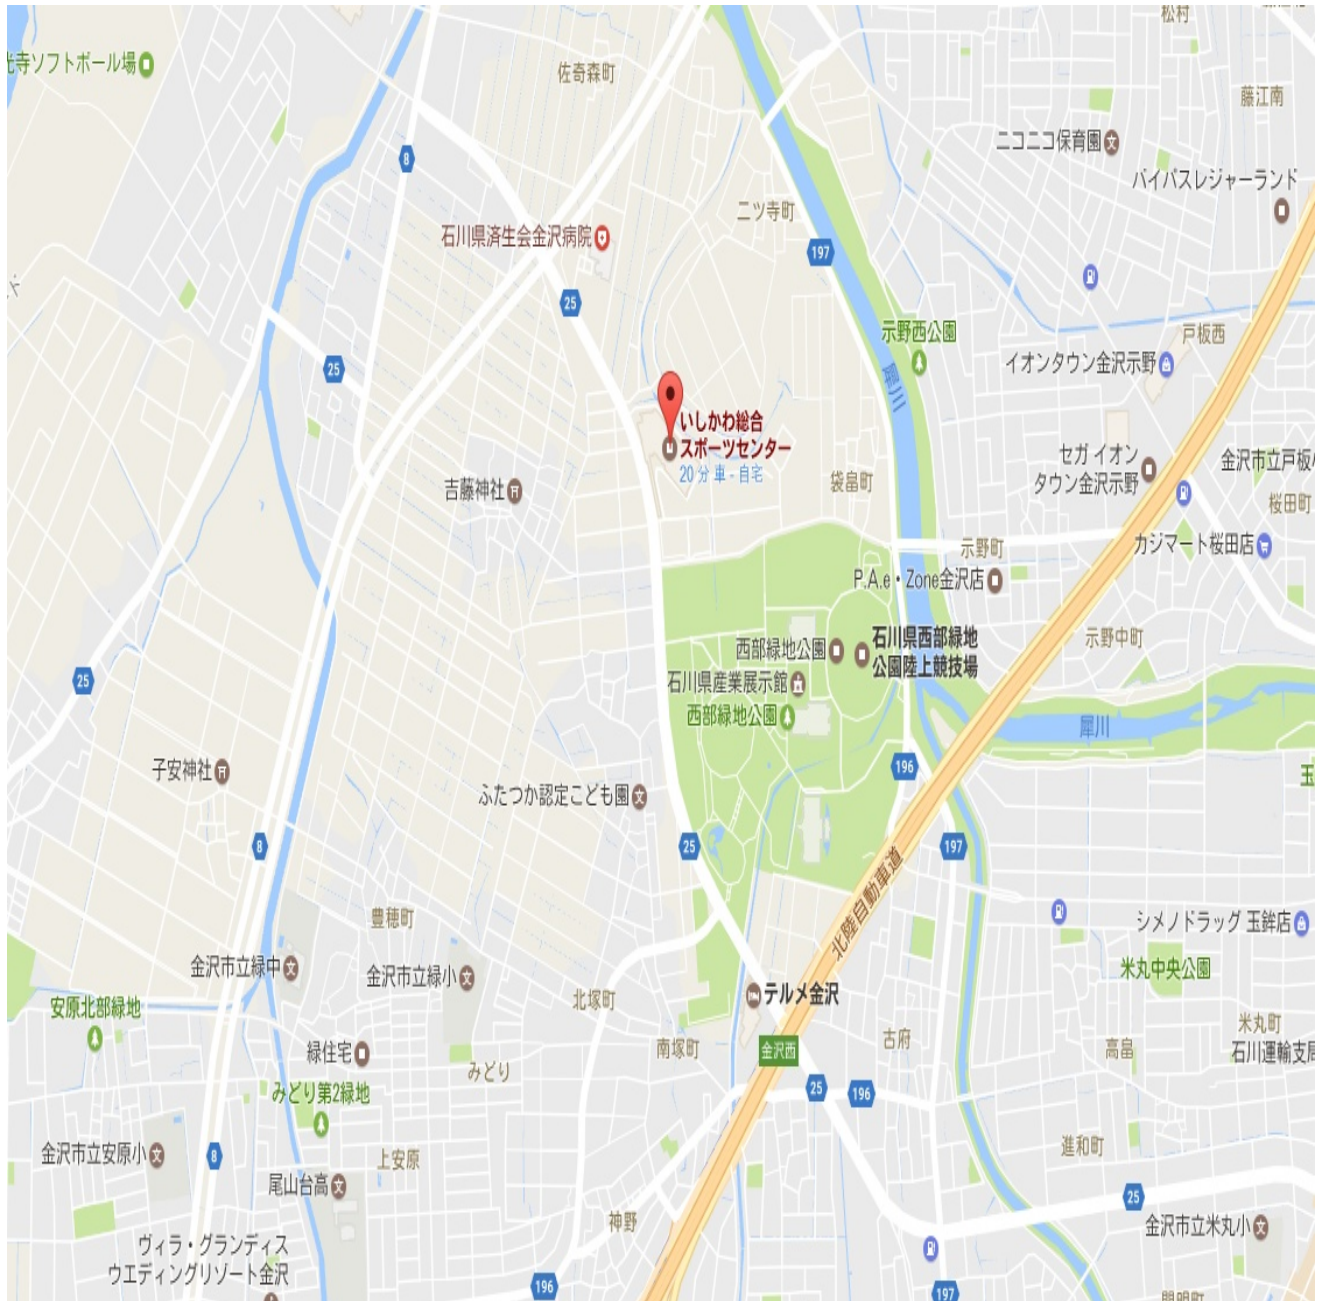 松村
光寺ソフトボール場
佐奇森町
藤江南
ニコニコ保育園
8
バイパスレジャーランド
二ツ寺町
石川県済生会金沢病院
197
25
示野西公園
戸板西
イオンタウン金沢示野
25
犀川
いしかわ総合
スポーツセンター
20 分 車 - 自宅
セガ イオン
タウン金沢示野
金沢市立戸板小
吉藤神社
袋畠町
桜田町
示野町
カジマート桜田店
P.A.e・Zone金沢店
西部緑地公園
石川県西部緑地
公園陸上競技場
示野中町
25
石川県産業展示館
西部緑地公園
犀川
子安神社
196
玉
ふたつか認定こども園
8
25
197
北陸自動車道
豊穂町
シメノドラッグ 玉鉾店
金沢市立緑中
金沢市立緑小
米丸中央公園
テルメ金沢
安原北部緑地
北塚町
米丸町
緑住宅
南塚町
金沢西
古府
高畠
石川運輸支局
みどり
みどり第2緑地
25
196
金沢市立安原小
8
上安原
進和町
尾山台高
25
神野
金沢市立米丸小
ヴィラ・グランディス
ウエディングリゾート金沢
196
197